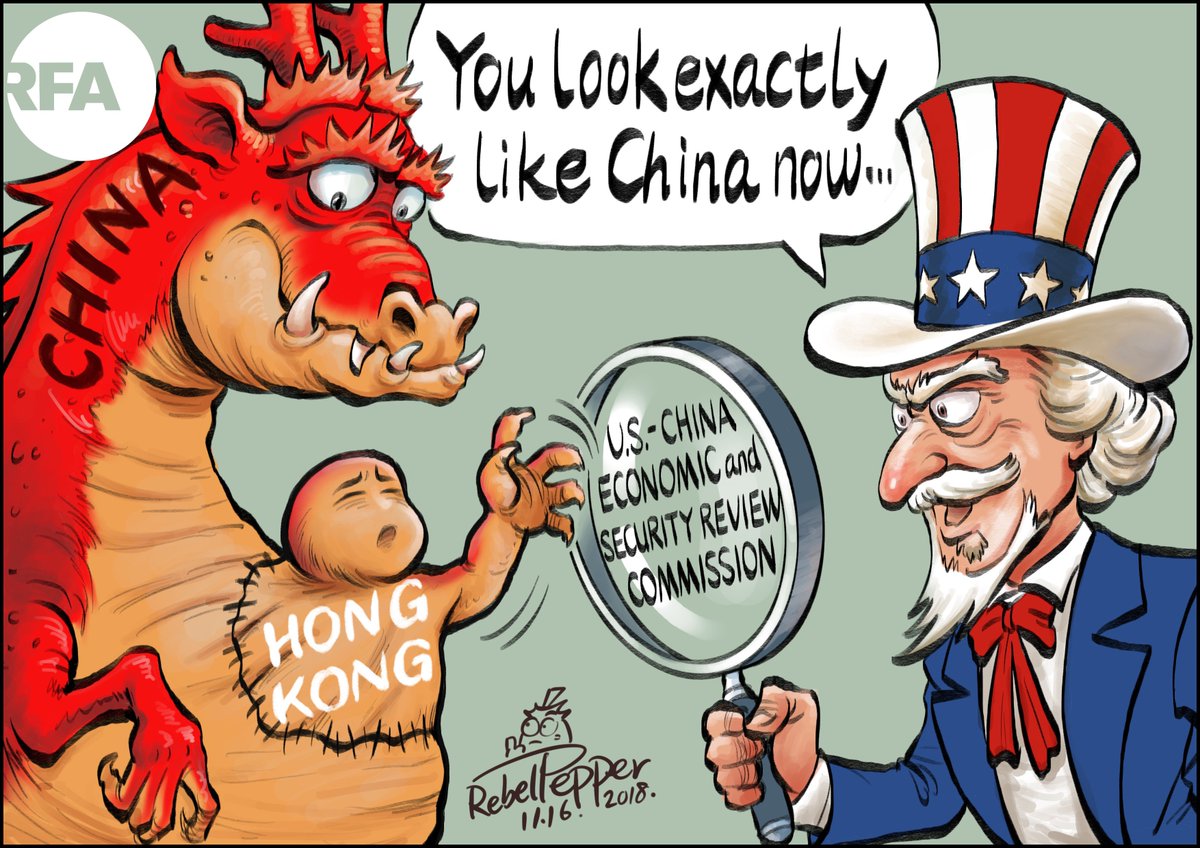 RFA
You look exactly
like China now...
CHINA
U.S.-CHINA
ECONOMIC and
SECURITY REVIEW
COMMISSION
HONG
KONG
RebelPepper
11.16. 2018.